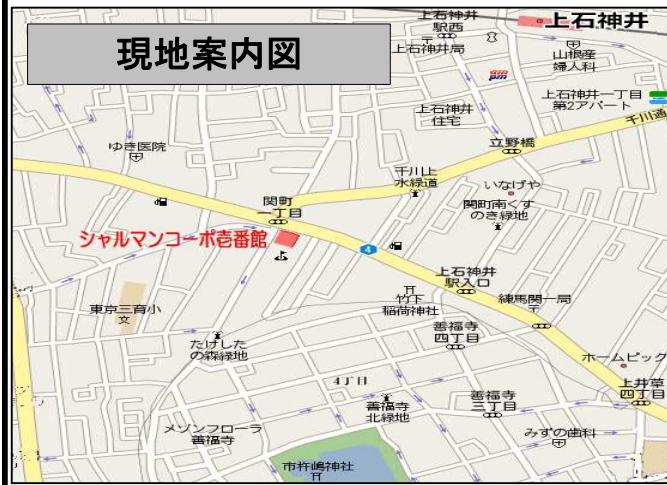 現地案内図
上石神井
駅西
上石神井局
上石神井
山根産
婦人科
am
pm
上石神井
住宅
上石神井一丁目
第2アパート
千川通
立野橋
ゆき医院
千川上
水緑道
いなげや
関町南くす
のき緑地
関町
一丁目
シャルマンコーポ壱番館
4
上石神井
駅入口
練馬関一局
竹下
稲荷神社
善福寺
四丁目
東京三育小
文
たけした
の森緑地
ホームピック
4丁目
上井草
四丁目
善福寺
北緑地
善福寺
三丁目
メゾンフローラ
善福寺
みずの歯科
市杵嶋神社